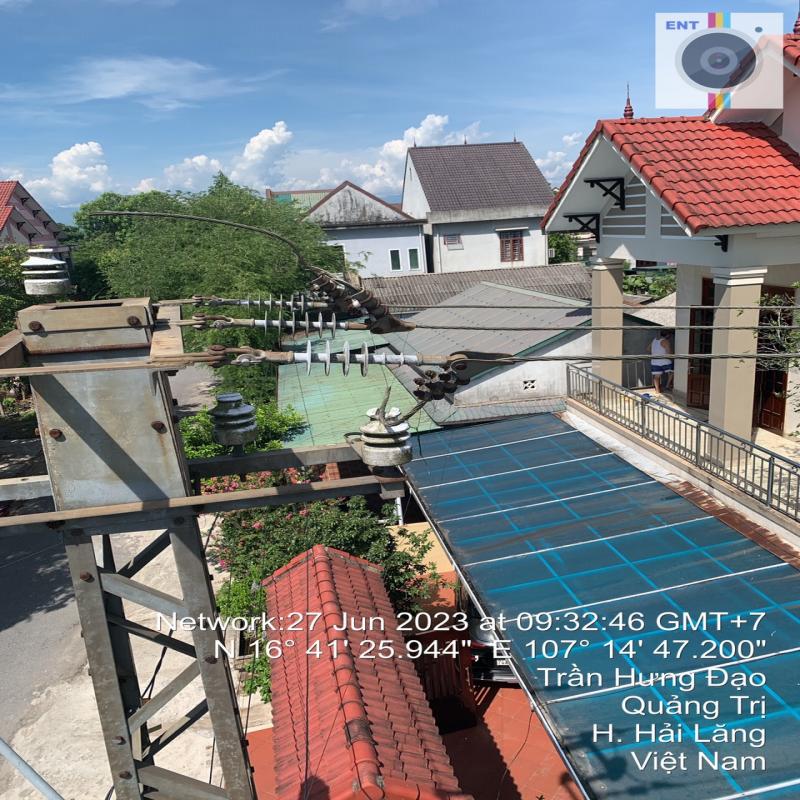 ENT
Network:27 Jun 2023 at 09:32:46 GMT+7
N 16° 41' 25.944", E 107° 14' 47.200"
Trần Hưng Đạo
Quảng Trị
H. Hải Lăng
Việt Nam